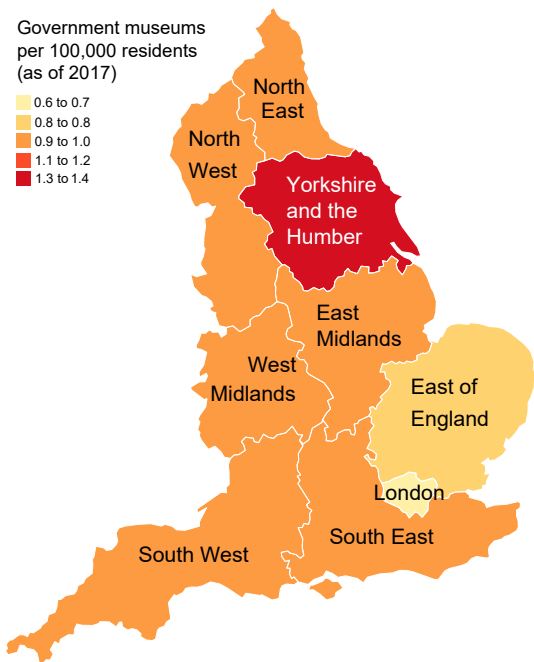 Government museums
per 100,000 residents
(as of 2017)
0.6 to 0.7
0.8 to 0.8
0.9 to 1.0
1.1 to 1.2
1.3 to 1.4
North
East
North
West
Yorkshire
and the
Humber
East
Midlands
West
Midlands
East of
England
London
South East
South West